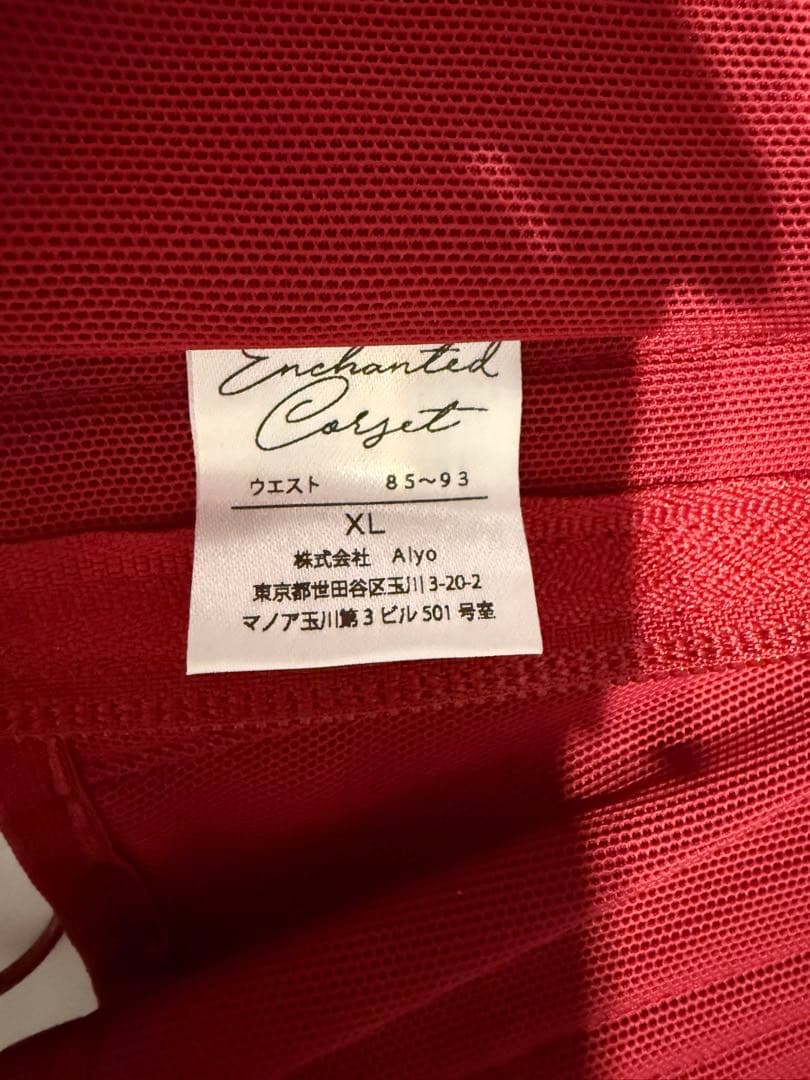 Enchanted
Corset
ウエスト 85～93
XL
株式会社 Alyo
東京都世田谷区玉川3-20-2
マノア玉川第3ビル501号室